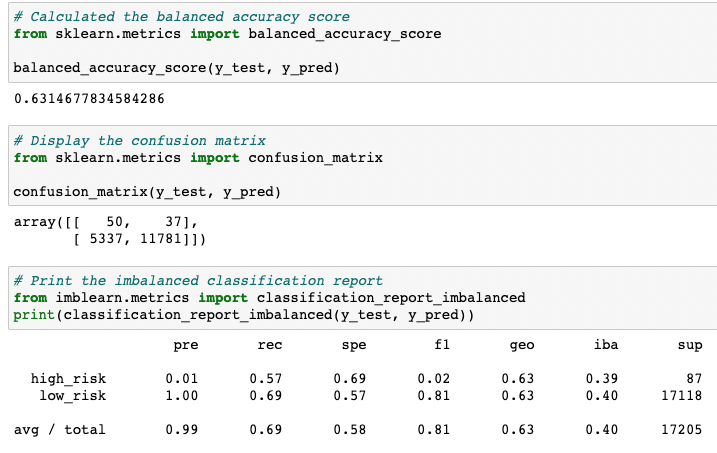 # Calculated the balanced accuracy score
from sklearn.metrics import balanced_accuracy_score
balanced_accuracy_score(y_test, y_pred)
0.6314677834584286
# Display the confusion matrix
from sklearn.metrics import confusion_matrix
confusion_matrix(y_test, y_pred)
array([[   50,    37],
       [ 5337, 11781]])
# Print the imbalanced classification report
from imblearn.metrics import classification_report_imbalanced
print(classification_report_imbalanced(y_test, y_pred))
                   pre       rec       spe        f1       geo       iba       sup
  high_risk       0.01      0.57      0.69      0.02      0.63      0.39        87
   low_risk       1.00      0.69      0.57      0.81      0.63      0.40     17118
avg / total       0.99      0.69      0.58      0.81      0.63      0.40     17205